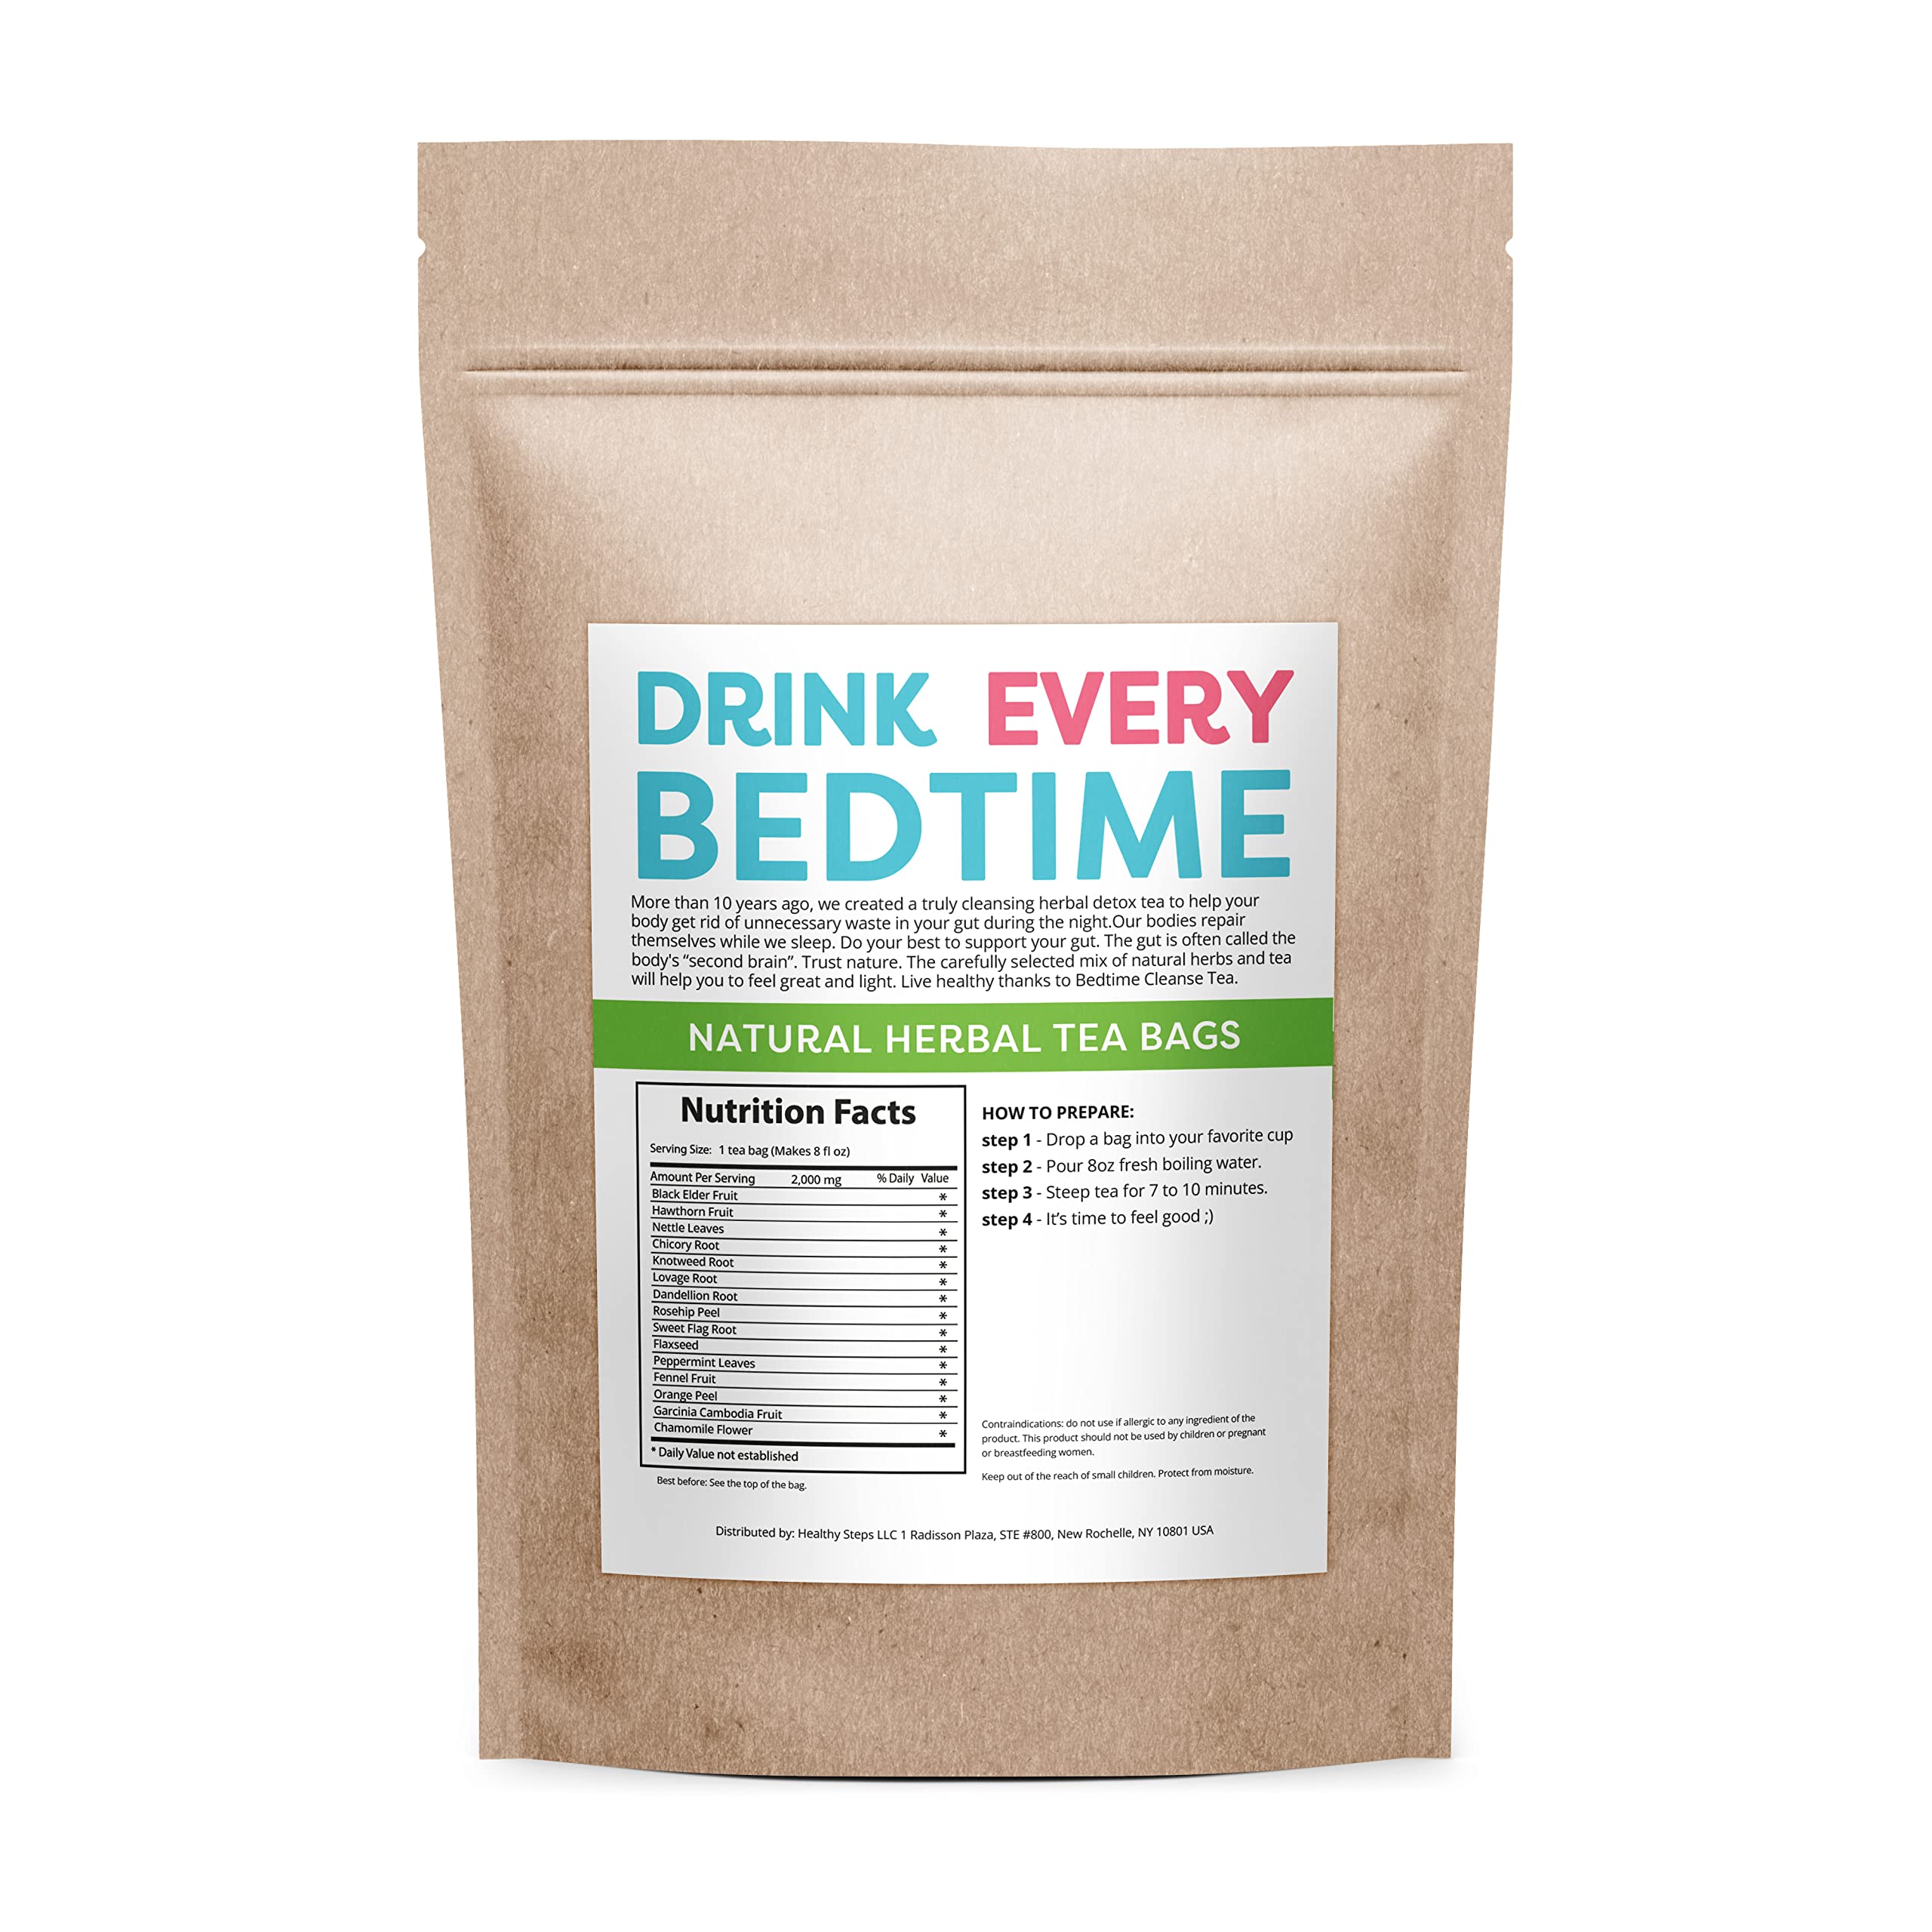 DRINK EVERY
BEDTIME
More than 10 years ago, we created a truly cleansing herbal detox tea to help your
body get rid of unnecessary waste in your gut during the night.Our bodies repair
themselves while we sleep. Do your best to support your gut. The gut is often called the
body's “second brain”. Trust nature. The carefully selected mix of natural herbs and tea
will help you to feel great and light. Live healthy thanks to Bedtime Cleanse Tea.
NATURAL HERBAL TEA BAGS
Nutrition Facts
Serving Size: 1 tea bag (Makes 8 fl oz)
Amount Per Serving 2,000 mg % Daily Value
Black Elder Fruit *
Hawthorn Fruit *
Nettle Leaves *
Chicory Root *
Knotweed Root *
Lovage Root *
Dandellion Root *
Rosehip Peel *
Sweet Flag Root *
Flaxseed *
Peppermint Leaves *
Fennel Fruit *
Orange Peel *
Garcinia Cambodia Fruit *
Chamomile Flower *
* Daily Value not established
Best before: See the top of the bag.
HOW TO PREPARE:
step 1 - Drop a bag into your favorite cup
step 2 - Pour 8oz fresh boiling water.
step 3 - Steep tea for 7 to 10 minutes.
step 4 - It’s time to feel good ;)
Contraindications: do not use if allergic to any ingredient of the
product. This product should not be used by children or pregnant
or breastfeeding women.
Keep out of the reach of small children. Protect from moisture.
Distributed by: Healthy Steps LLC 1 Radisson Plaza, STE #800, New Rochelle, NY 10801 USA